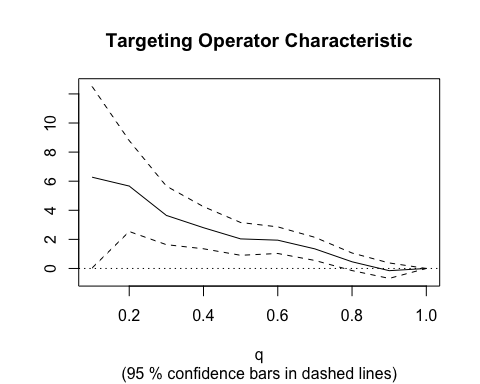 Targeting Operator Characteristic
10
8
6
4
2
0
0.2 0.4 0.6 0.8 1.0
q
(95 % confidence bars in dashed lines)